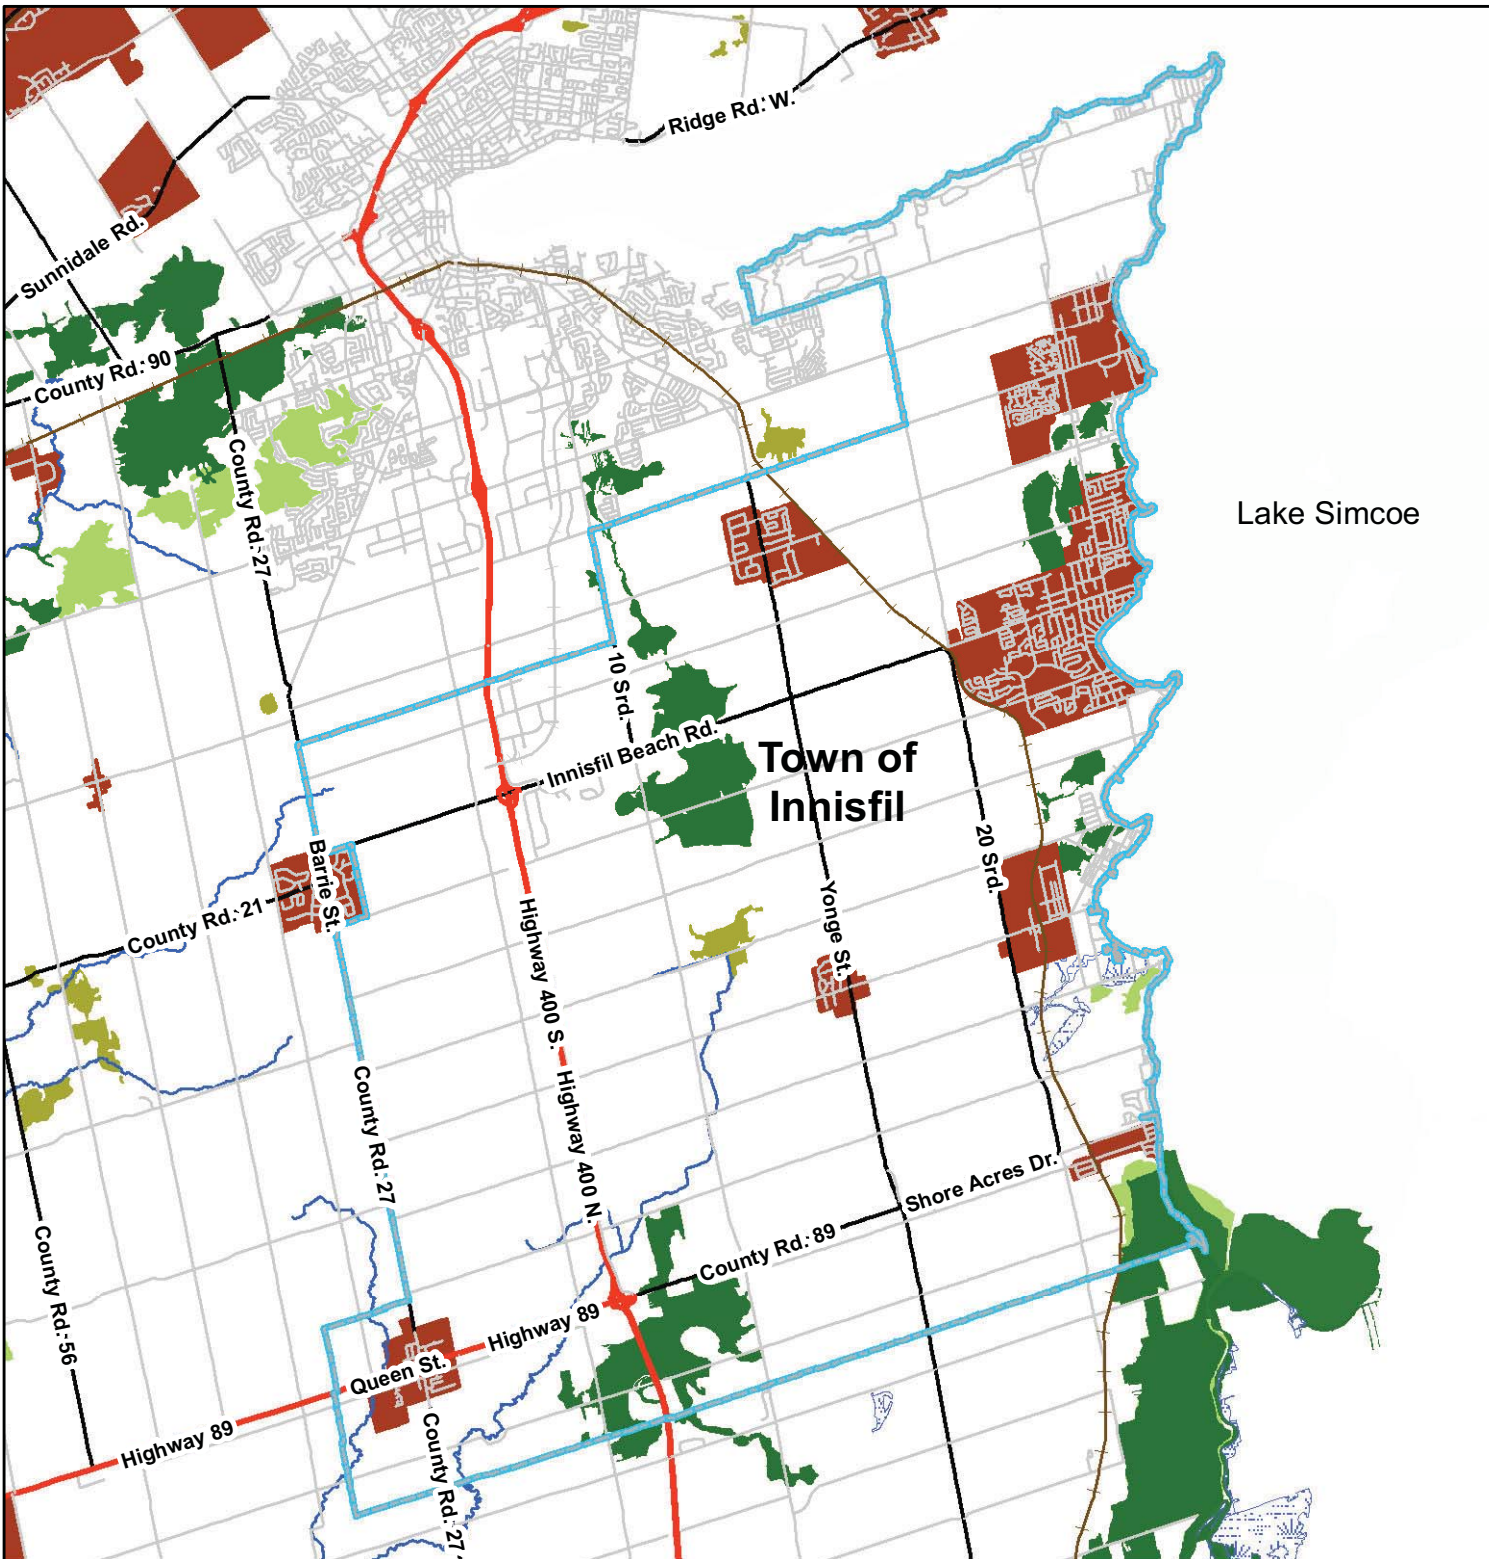 Ridge Rd. W.
Sunnidale Rd.
County Rd. 90
County Rd. 27
Lake Simcoe
10 Srd.
Innisfil Beach Rd.
Town of
Innisfil
Barrie St.
20 Srd.
Yonge St.
County Rd. 21
Highway 400 S.
County Rd. 27
Highway 400 N.
Shore Acres Dr.
County Rd. 89
County Rd. 56
Highway 89
Queen St.
Highway 89
County Rd. 27